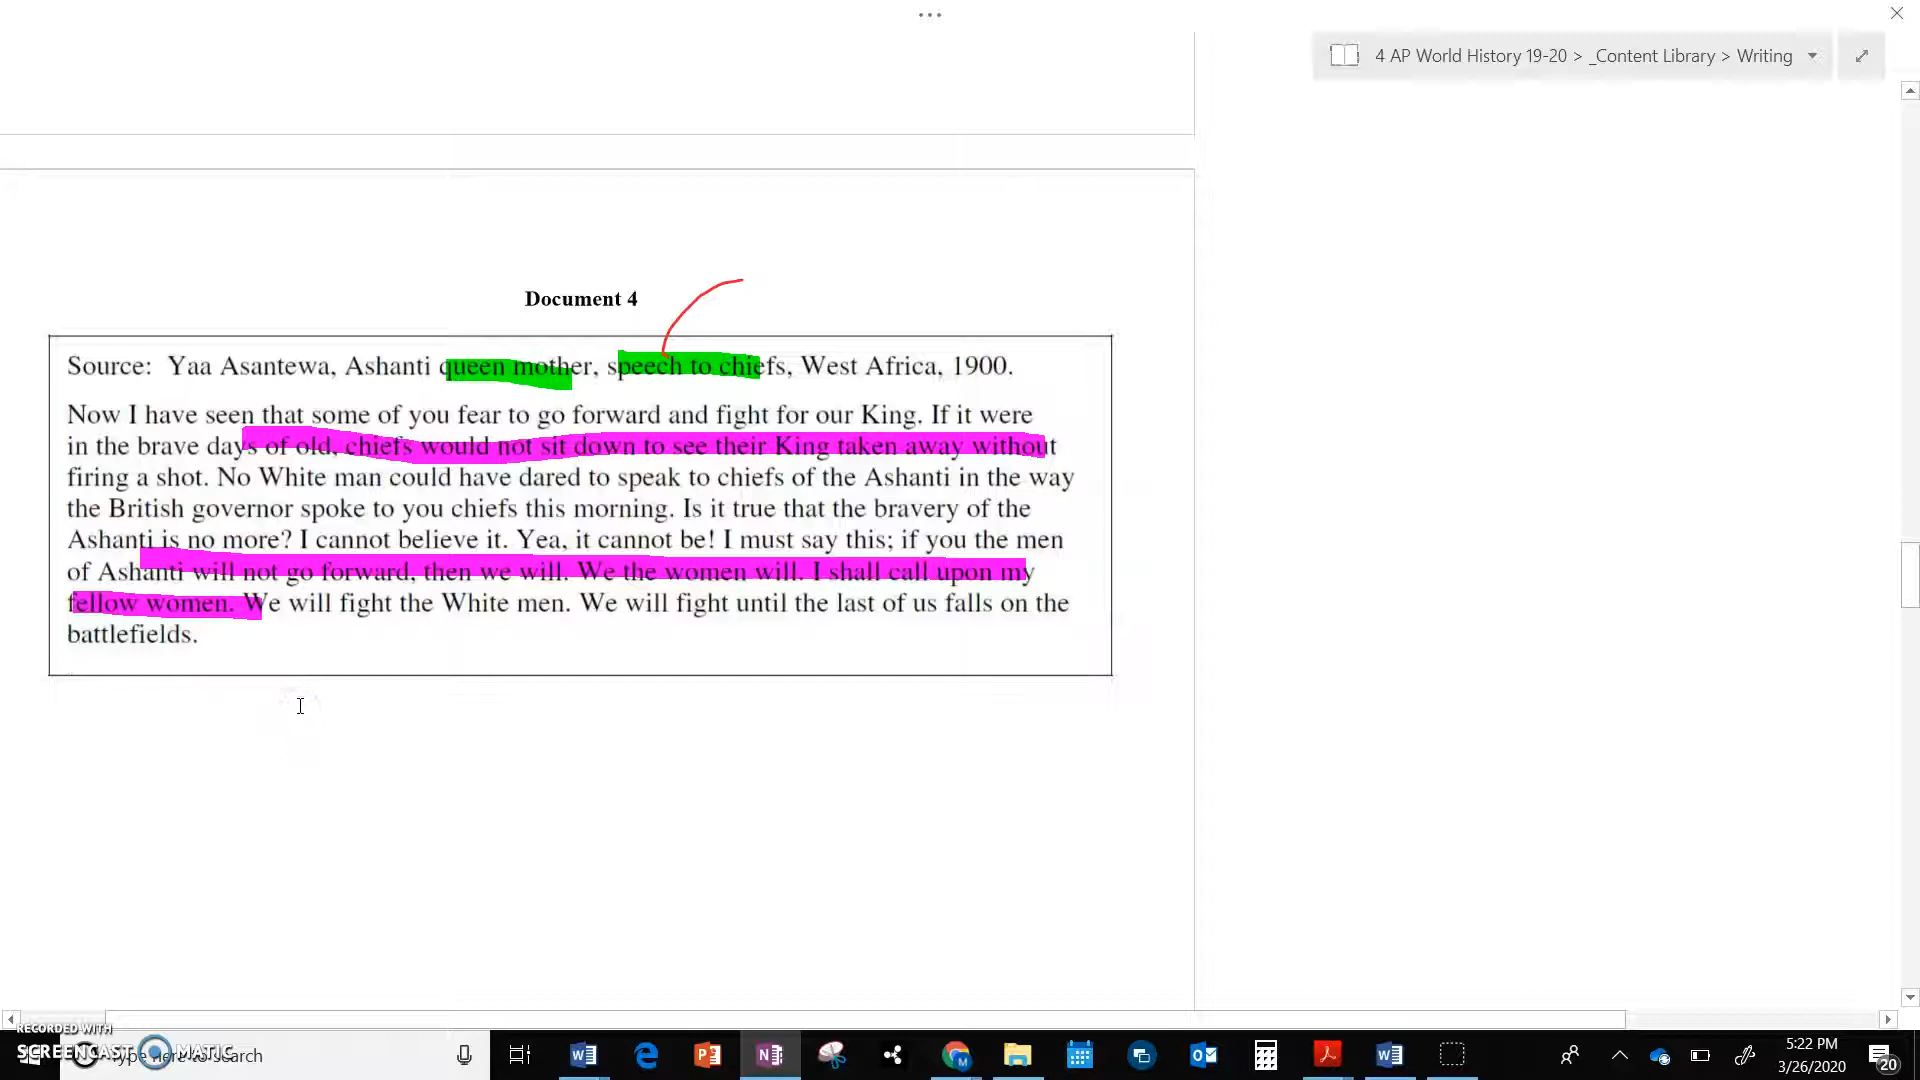 4 AP World History 19-20 > _Content Library > Writing
Document 4
Source: Yaa Asantewa, Ashanti queen mother, speech to chiefs, West Africa, 1900.
Now I have seen that some of you fear to go forward and fight for our King. If it were
in the brave days of old, chiefs would not sit down to see their King taken away without
firing a shot. No White man could have dared to speak to chiefs of the Ashanti in the way
the British governor spoke to you chiefs this morning. Is it true that the bravery of the
Ashanti is no more? I cannot believe it. Yea, it cannot be! I must say this; if you the men
of Ashanti will not go forward, then we will. We the women will. I shall call upon my
fellow women. We will fight the White men. We will fight until the last of us falls on the
battlefields.
RECORDED WITH
SCREENCAST MATIC
Type here to search
5:22 PM
3/26/2020
20